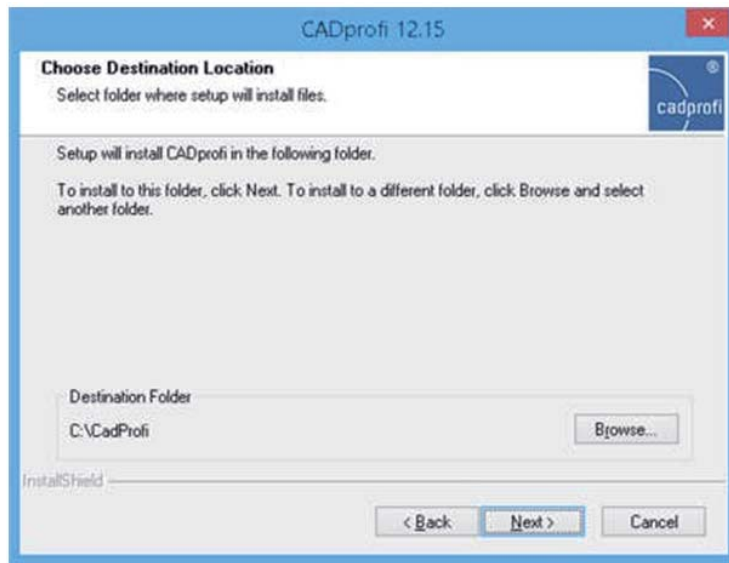 CADprofi 12.15
Choose Destination Location
Select folder where setup will install files.
®
cadprofi
Setup will install CADprofi in the following folder.
To install to this folder, click Next. To install to a different folder, click Browse and select
another folder.
Destination Folder
C:\CadProfi
Browse...
InstallShield
< Back
Next >
Cancel